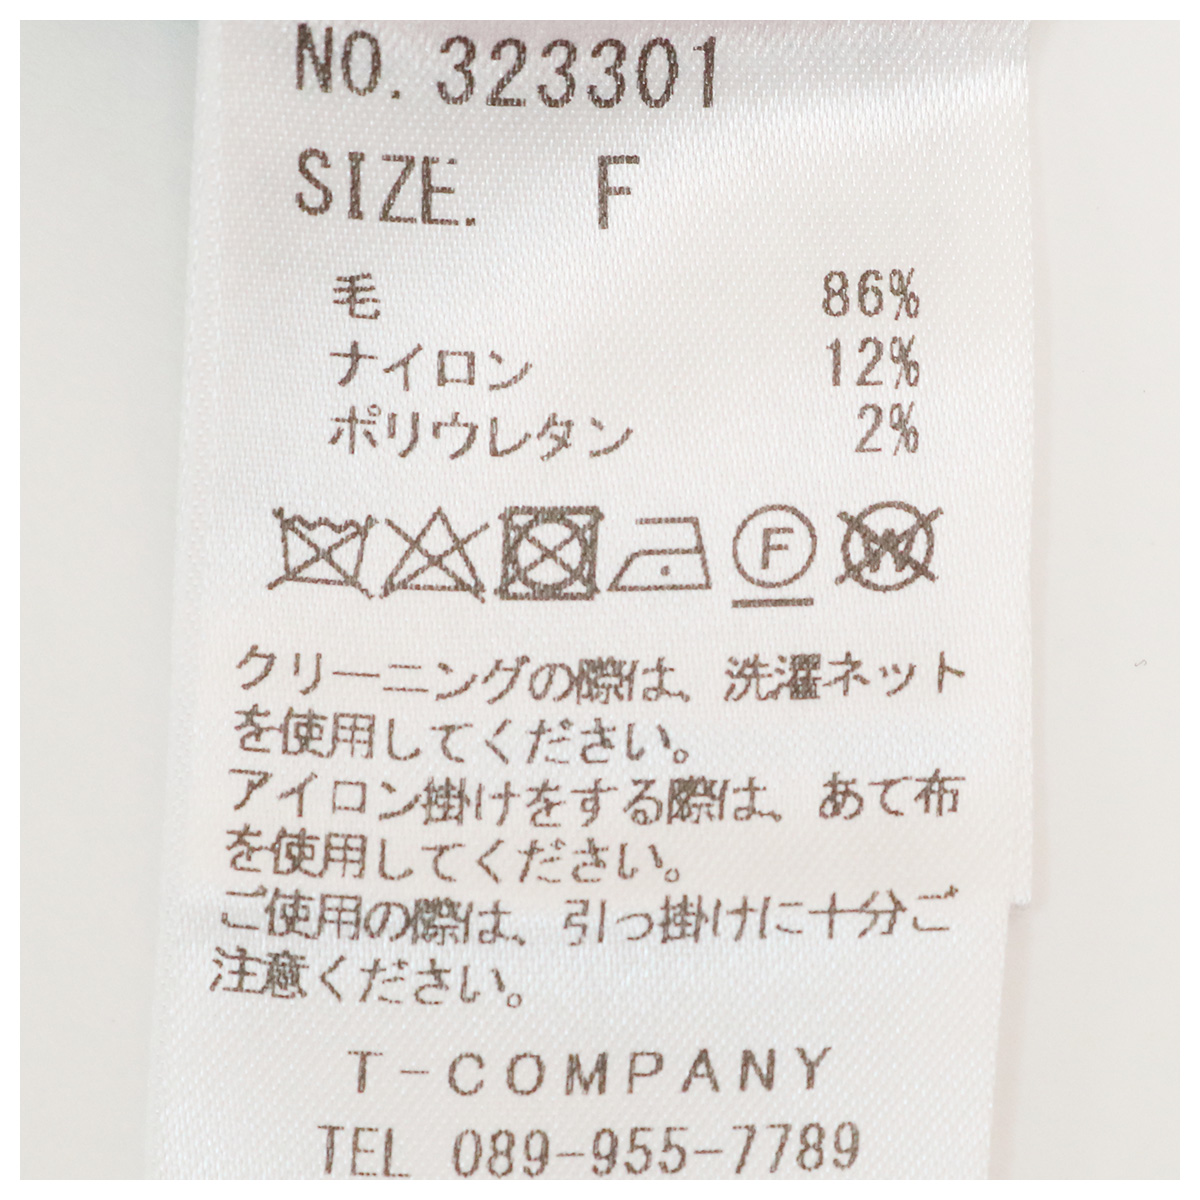 NO. 323301
SIZE. F
毛 86%
ナイロン 12%
ポリウレタン 2%
F W
クリーニングの際は、洗濯ネット
を使用してください。
アイロン掛けをする際は、あて布
を使用してください。
ご使用の際は、引っ掛けに十分ご
注意ください。
T-COMPANY
TEL 089-955-7789